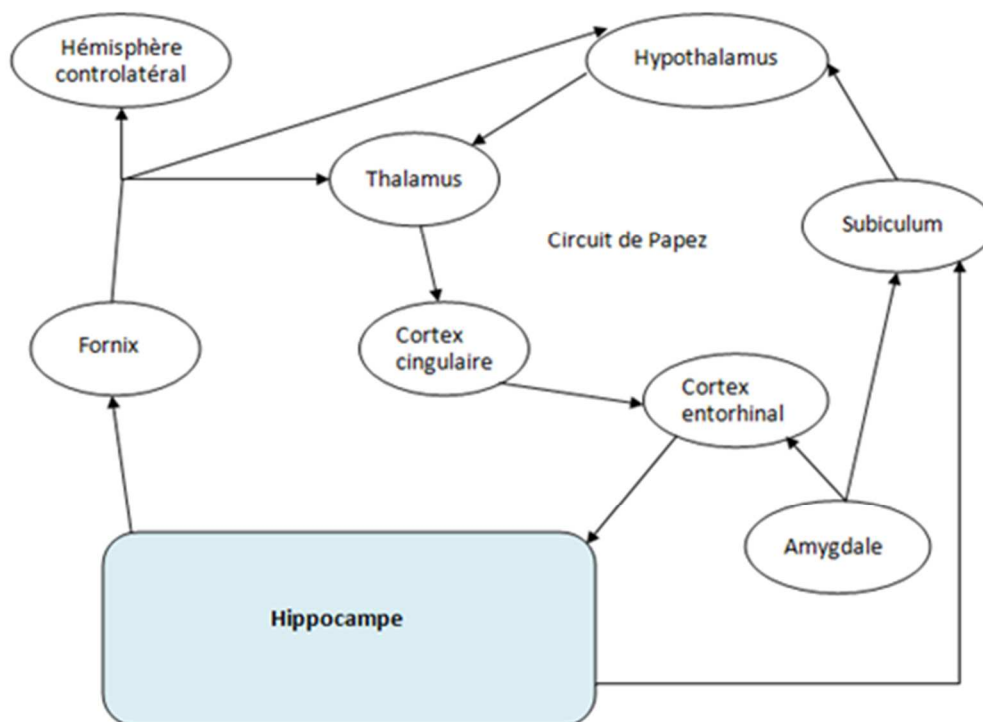 Hémisphère
controlatéral
Hypothalamus
Thalamus
Subiculum
Circuit de Papez
Fornix
Cortex
cingulaire
Cortex
entorhinal
Amygdale
Hippocampe